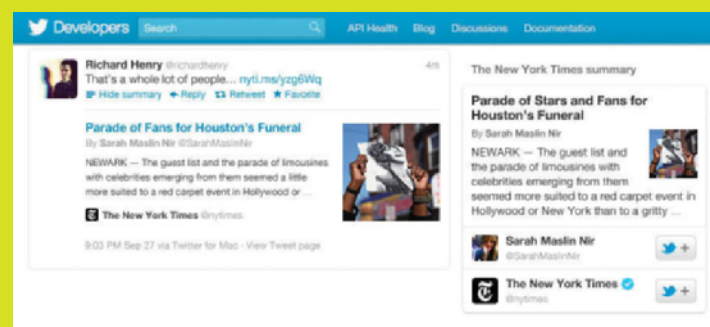 Developers Search API Health Blog Discussions Documentation
Richard Henry @richardhenry 4m
That's a whole lot of people... nyti.ms/yzg6Wq
Hide summary Reply Retweet Favorite
Parade of Fans for Houston's Funeral
By Sarah Maslin Nir @SarahMaslinNir
NEWARK — The guest list and the parade of limousines
with celebrities emerging from them seemed a little
more suited to a red carpet event in Hollywood or ...
The New York Times @nytimes
9:03 PM Sep 27 via Twitter for Mac · View Tweet page
The New York Times summary
Parade of Stars and Fans for
Houston's Funeral
By Sarah Maslin Nir
NEWARK — The guest list and
the parade of limousines with
celebrities emerging from them
seemed more suited to a red carpet event in
Hollywood or New York than to a gritty ...
Sarah Maslin Nir
@SarahMaslinNir
The New York Times
@nytimes